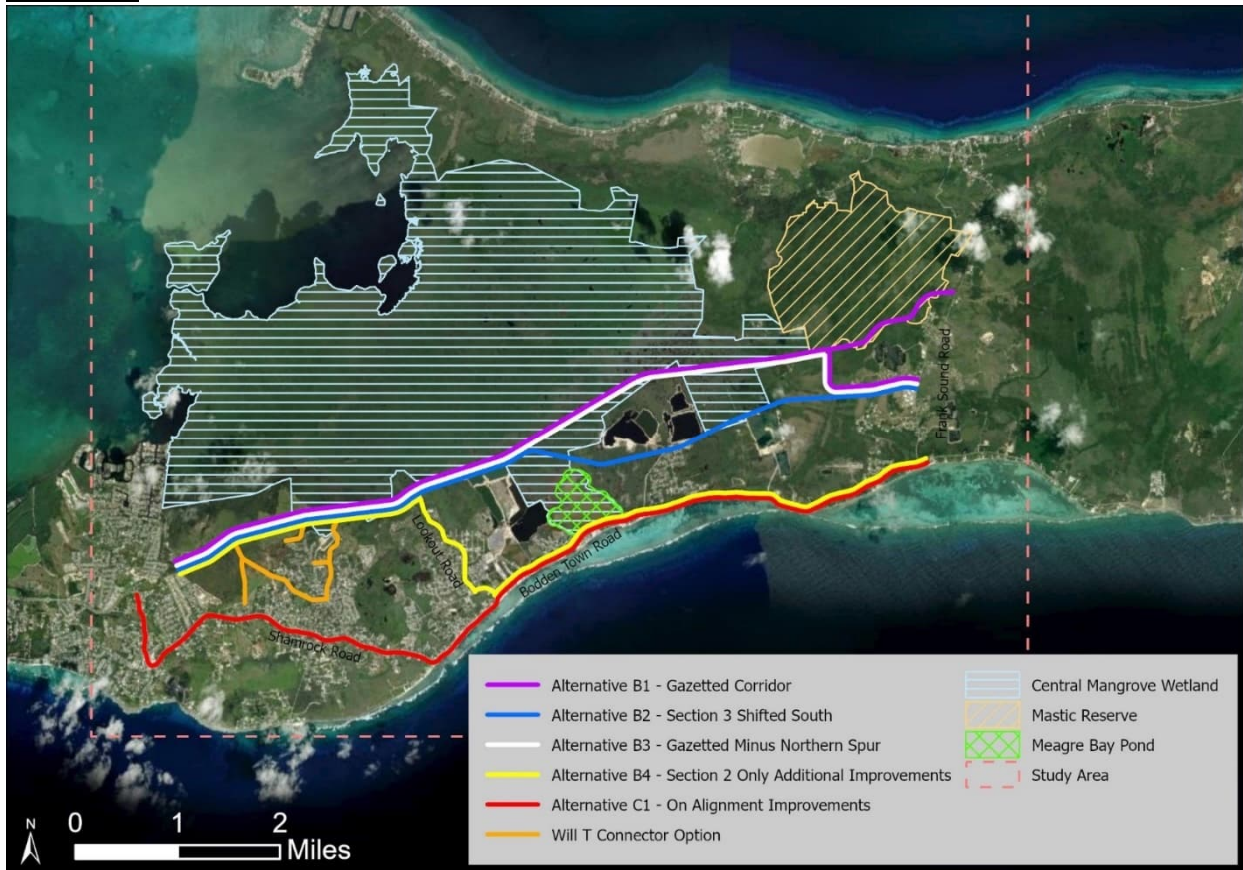 Frank Sound Road
Lookout Road
Bodden Town Road
Shamrock Road
Alternative B1 - Gazetted Corridor
Alternative B2 - Section 3 Shifted South
Alternative B3 - Gazetted Minus Northern Spur
Alternative B4 - Section 2 Only Additional Improvements
Alternative C1 - On Alignment Improvements
Will T Connector Option
Central Mangrove Wetland
Mastic Reserve
Meagre Bay Pond
Study Area
N
0 1 2
Miles